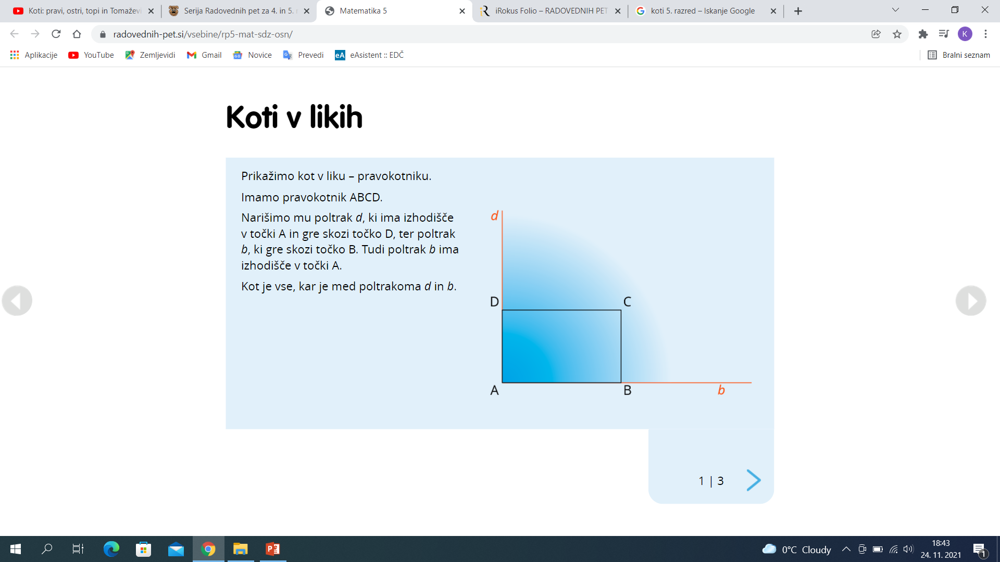 Koti: pravi, ostri, topi in Tomaževi
Serija Radovednih pet za 4. in 5. r
Matematika 5
iRokus Folio – RADOVEDNIH PET
koti 5. razred – Iskanje Google
radovednih-pet.si/vsebine/rp5-mat-sdz-osn/
K
Aplikacije
YouTube
Zemljevidi
Gmail
Novice
Prevedi
eA
eAsistent :: EDČ
Bralni seznam
Koti v likih
Prikažimo kot v liku – pravokotniku.
Imamo pravokotnik ABCD.
Narišimo mu poltrak d, ki ima izhodišče
v točki A in gre skozi točko D, ter poltrak
b, ki gre skozi točko B. Tudi poltrak b ima
izhodišče v točki A.
Kot je vse, kar je med poltrakoma d in b.
d
D
C
A
B
b
1 | 3
0°C Cloudy
18:43
24. 11. 2021
1